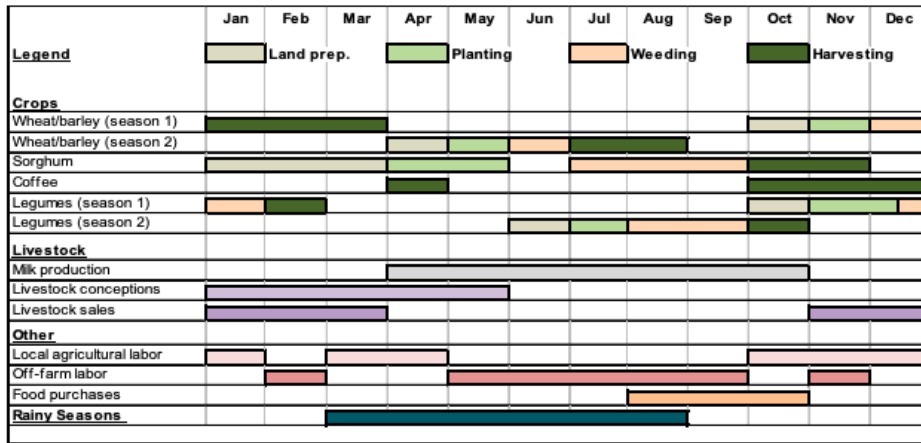 Jan Feb Mar Apr May Jun Jul Aug Sep Oct Nov Dec
Legend Land prep. Planting Weeding Harvesting
Crops
Wheat/barley (season 1)
Wheat/barley (season 2)
Sorghum
Coffee
Legumes (season 1)
Legumes (season 2)
Livestock
Milk production
Livestock conceptions
Livestock sales
Other
Local agricultural labor
Off-farm labor
Food purchases
Rainy Seasons